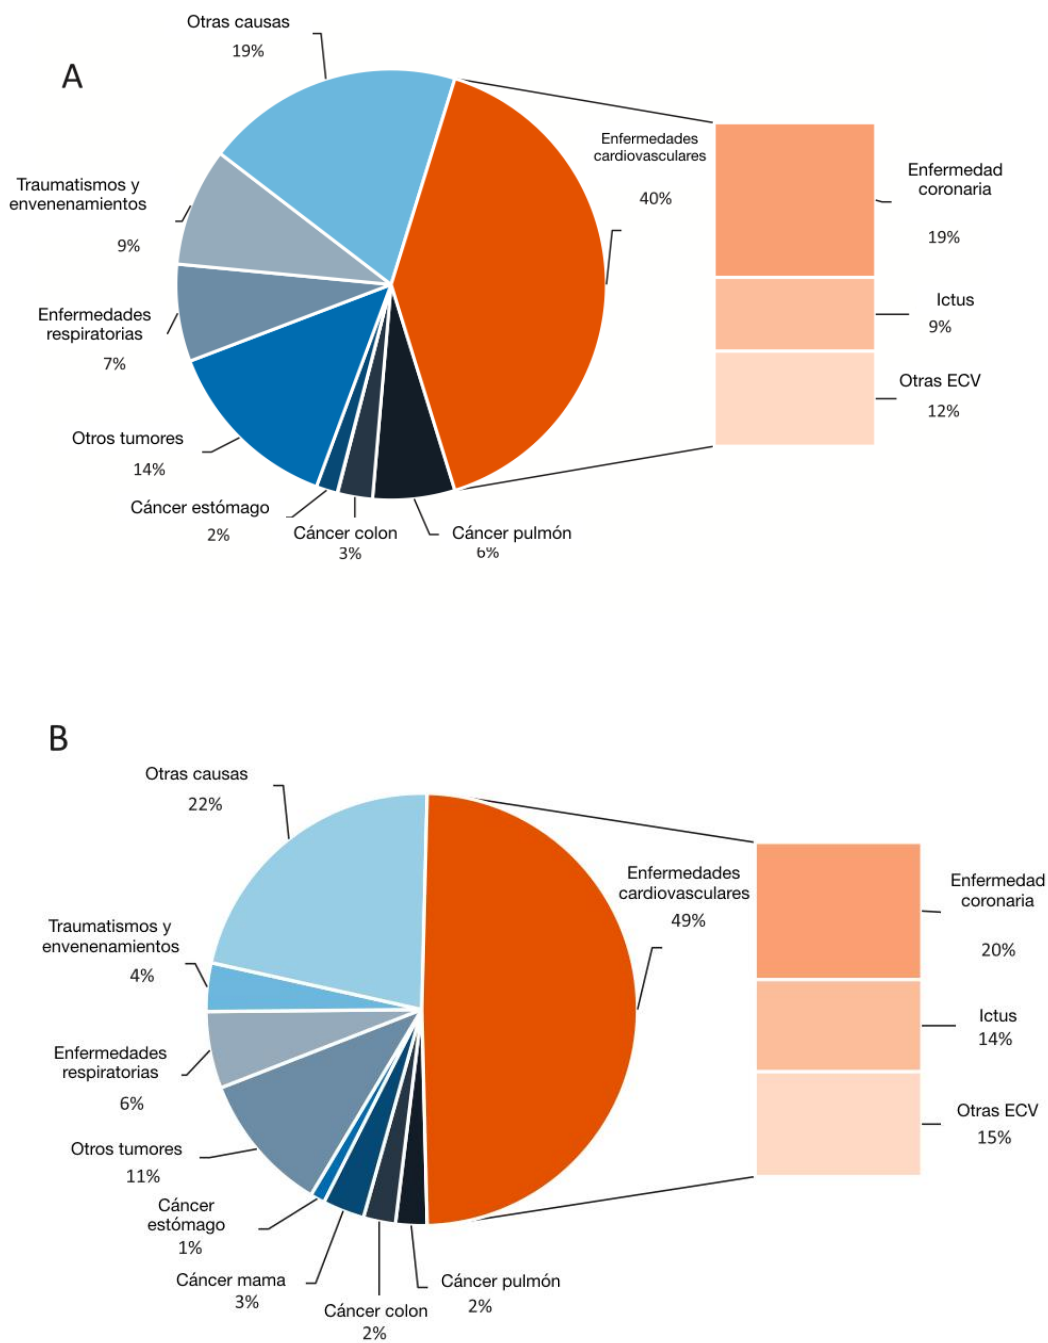 A
Otras causas
19%
Enfermedades
cardiovasculares
40%
Enfermedad
coronaria
19%
Ictus
9%
Otras ECV
12%
Traumatismos y
envenenamientos
9%
Enfermedades
respiratorias
7%
Otros tumores
14%
Cáncer estómago
2%
Cáncer colon
3%
Cáncer pulmón
6%
B
Otras causas
22%
Enfermedades
cardiovasculares
49%
Enfermedad
coronaria
20%
Ictus
14%
Otras ECV
15%
Traumatismos y
envenenamientos
4%
Enfermedades
respiratorias
6%
Otros tumores
11%
Cáncer
estómago
1%
Cáncer mama
3%
Cáncer colon
2%
Cáncer pulmón
2%